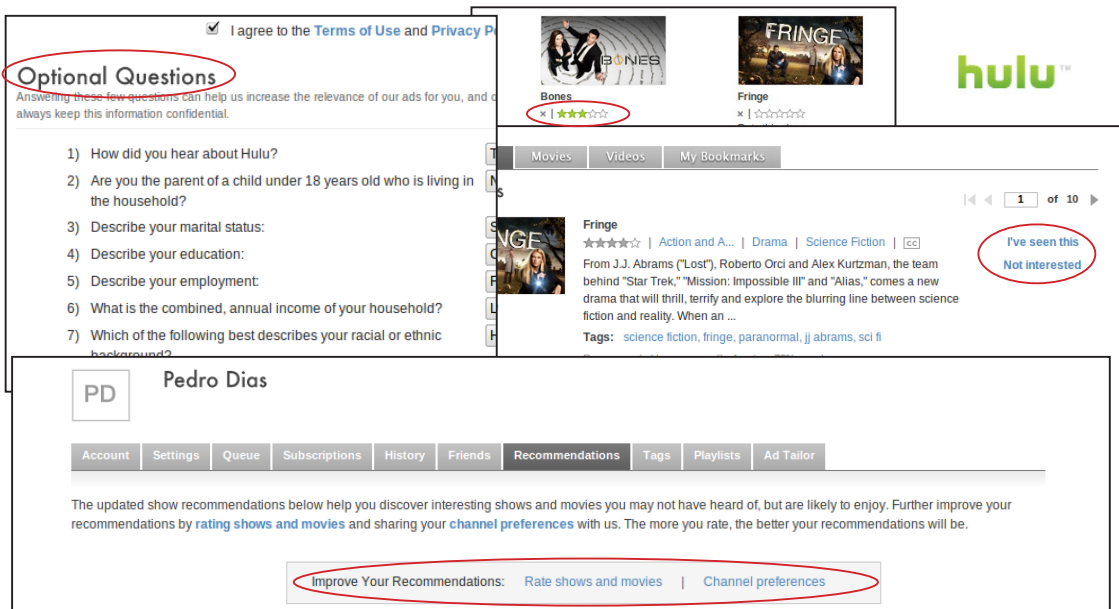 I agree to the Terms of Use and Privacy
Optional Questions
Answering these few questions can help us increase the relevance of our ads for you, and
always keep this information confidential.
1) How did you hear about Hulu?
2) Are you the parent of a child under 18 years old who is living in
the household?
3) Describe your marital status:
4) Describe your education:
5) Describe your employment:
6) What is the combined, annual income of your household?
7) Which of the following best describes your racial or ethnic
background?
BONES
FRINGE
Bones
Fringe
× |
× |
hulu™
Movies Videos My Bookmarks
1 of 10
Fringe
| Action and A... | Drama | Science Fiction | cc
I've seen this
Not interested
From J.J. Abrams ("Lost"), Roberto Orci and Alex Kurtzman, the team
behind "Star Trek," "Mission: Impossible III" and "Alias," comes a new
drama that will thrill, terrify and explore the blurring line between science
fiction and reality. When an ...
Tags: science fiction, fringe, paranormal, jj abrams, sci fi
PD
Pedro Dias
Account Settings Queue Subscriptions History Friends Recommendations Tags Playlists Ad Tailor
The updated show recommendations below help you discover interesting shows and movies you may not have heard of, but are likely to enjoy. Further improve your
recommendations by rating shows and movies and sharing your channel preferences with us. The more you rate, the better your recommendations will be.
Improve Your Recommendations: Rate shows and movies | Channel preferences